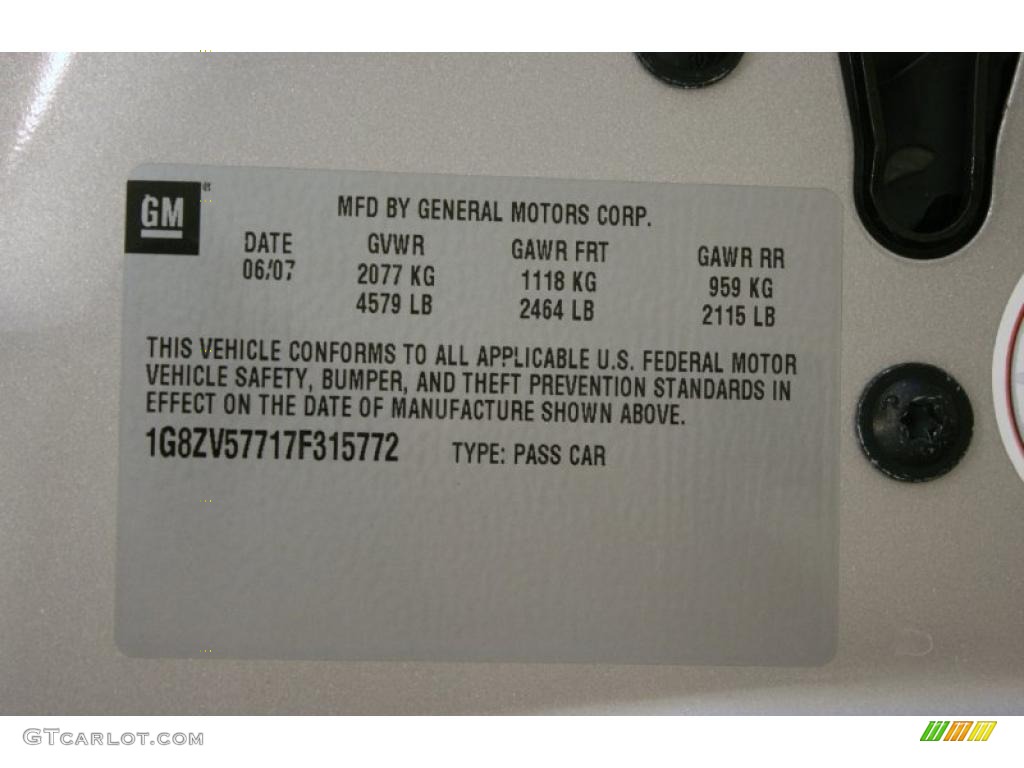 GM
MFD BY GENERAL MOTORS CORP.
DATE GVWR GAWR FRT GAWR RR
06/07 2077 KG 1118 KG 959 KG
4579 LB 2464 LB 2115 LB
THIS VEHICLE CONFORMS TO ALL APPLICABLE U.S. FEDERAL MOTOR
VEHICLE SAFETY, BUMPER, AND THEFT PREVENTION STANDARDS IN
EFFECT ON THE DATE OF MANUFACTURE SHOWN ABOVE.
1G8ZV57717F315772 TYPE: PASS CAR
GTCARLOT.COM